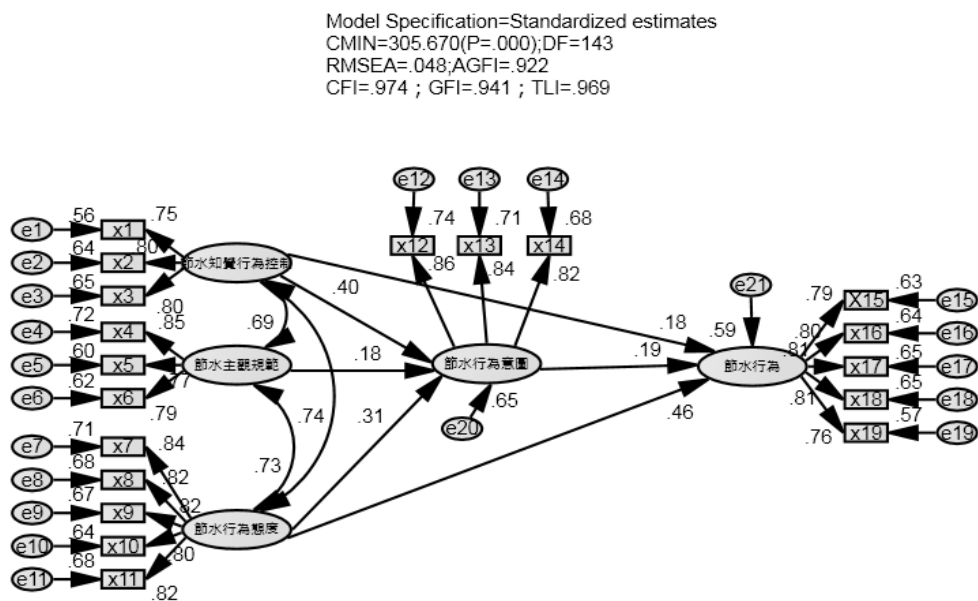 Model Specification=Standardized estimates
CMIN=305.670(P=.000);DF=143
RMSEA=.048;AGFI=.922
CFI=.974 ; GFI=.941 ; TLI=.969
e12 e13 e14
.74 .71 .68
x12 x13 x14
.86 .84 .82
e1 .56 x1 .75
e2 .64 x2 .80
e3 .65 x3 .80
節水知覺行為控制
e4 .72 x4 .85
e5 .60 x5 .77
e6 .62 x6 .79
節水主觀規範
e7 .71 x7 .84
e8 .68 x8 .82
e9 .67 x9 .82
e10 .64 x10 .80
e11 .68 x11 .82
節水行為態度
.69
.74
.73
.40
.18
.31
節水行為意圖
.65
e20
.18
.19
.46
e21
.59
節水行為
.79 X15 .63 e15
.80 x16 .64 e16
.81 x17 .65 e17
.81 x18 .65 e18
.76 x19 .57 e19